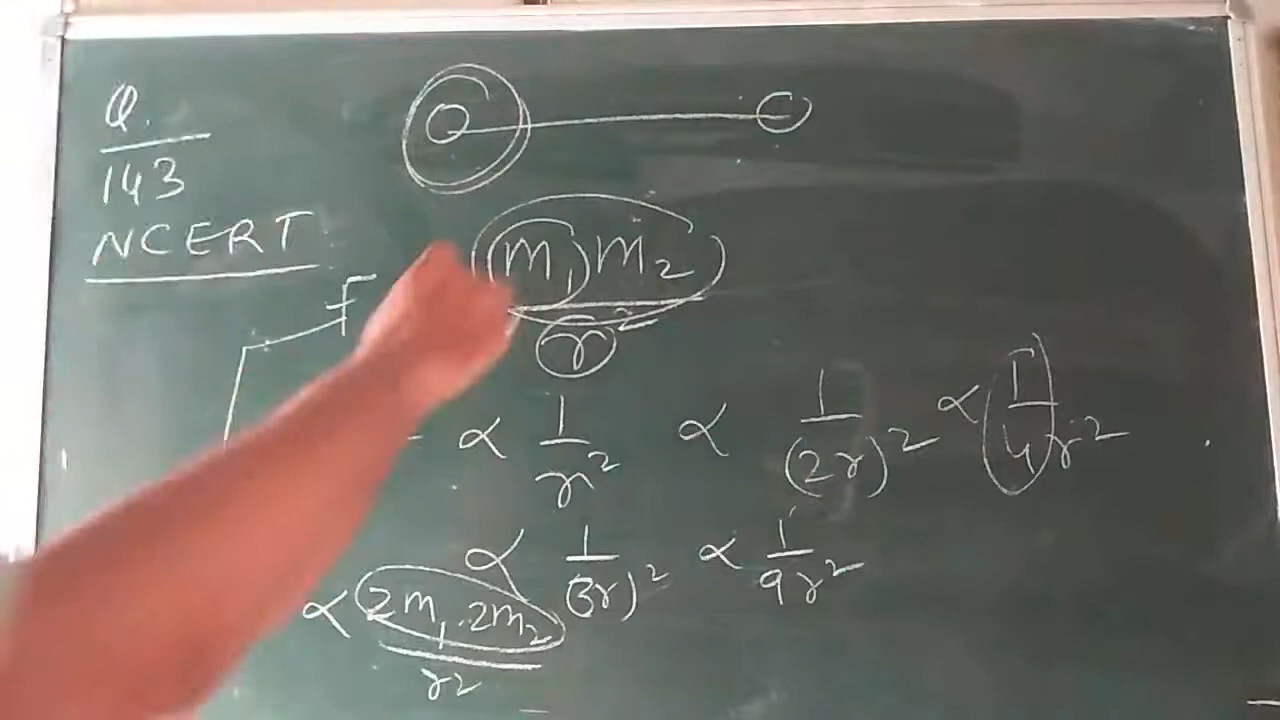 Q.
143
NCERT
F m₁ m₂
r²
∝ 1/r² ∝ 1/(2r)² ∝ 1/4r²
∝ 1/(3r)² ∝ 1/9r²
∝ 2m₁.2m₂
r²